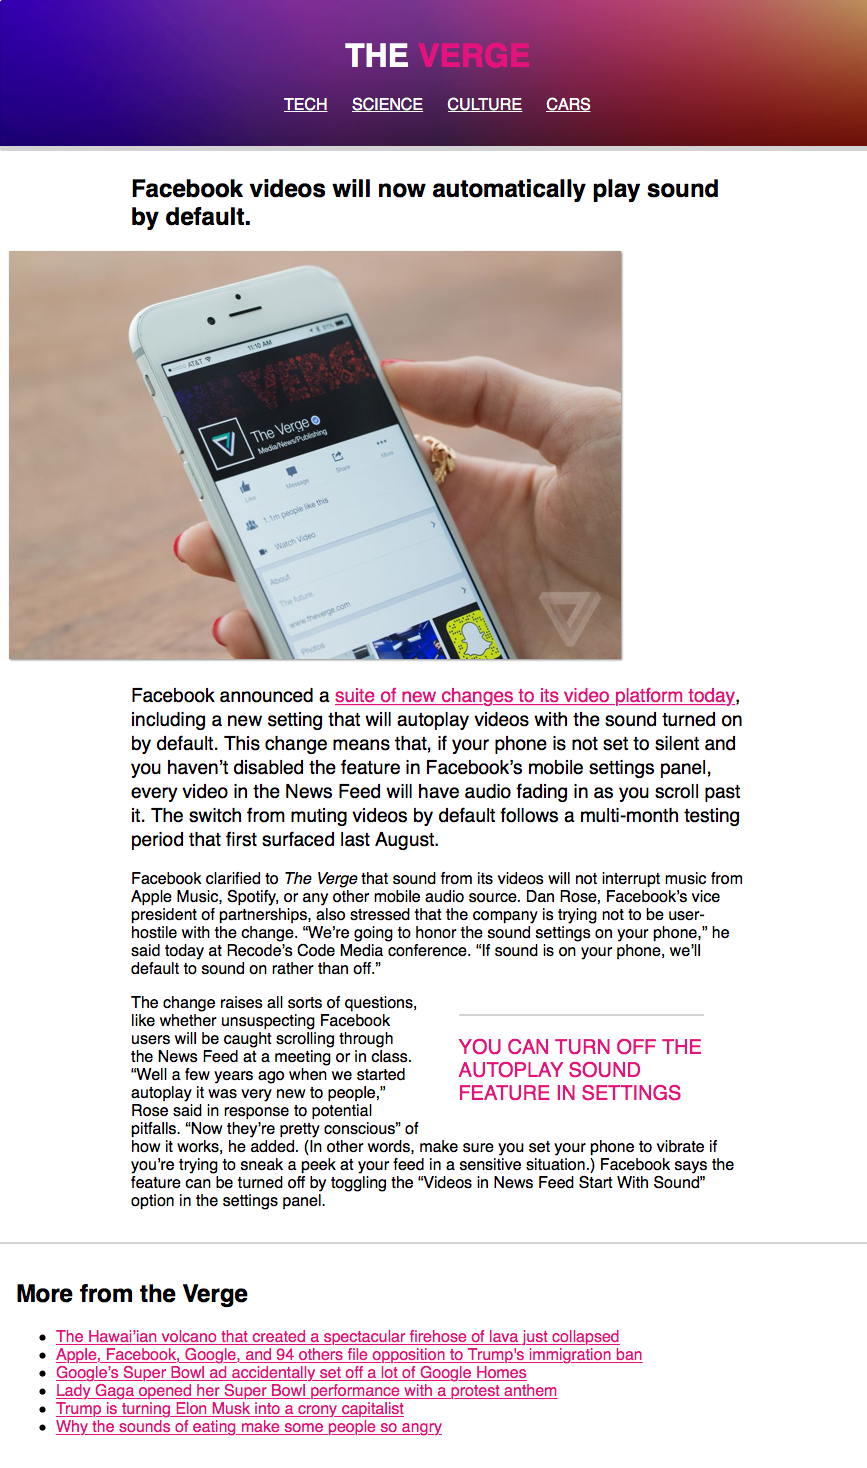 THE VERGE
TECH SCIENCE CULTURE CARS
Facebook videos will now automatically play sound
by default.
AT&T 11:10 AM 91%
THE VERGE
The Verge
Media/News/Publishing
Like Message Share More
1.1m people like this
Watch Video
About
The future.
www.theverge.com
Photos
Facebook announced a suite of new changes to its video platform today,
including a new setting that will autoplay videos with the sound turned on
by default. This change means that, if your phone is not set to silent and
you haven’t disabled the feature in Facebook’s mobile settings panel,
every video in the News Feed will have audio fading in as you scroll past
it. The switch from muting videos by default follows a multi-month testing
period that first surfaced last August.
Facebook clarified to The Verge that sound from its videos will not interrupt music from
Apple Music, Spotify, or any other mobile audio source. Dan Rose, Facebook’s vice
president of partnerships, also stressed that the company is trying not to be user-
hostile with the change. “We’re going to honor the sound settings on your phone,” he
said today at Recode’s Code Media conference. “If sound is on your phone, we’ll
default to sound on rather than off.”
The change raises all sorts of questions,
like whether unsuspecting Facebook
users will be caught scrolling through
the News Feed at a meeting or in class.
“Well a few years ago when we started
autoplay it was very new to people,”
Rose said in response to potential
pitfalls. “Now they’re pretty conscious” of
YOU CAN TURN OFF THE
AUTOPLAY SOUND
FEATURE IN SETTINGS
how it works, he added. (In other words, make sure you set your phone to vibrate if
you’re trying to sneak a peek at your feed in a sensitive situation.) Facebook says the
feature can be turned off by toggling the “Videos in News Feed Start With Sound”
option in the settings panel.
More from the Verge
The Hawai’ian volcano that created a spectacular firehose of lava just collapsed
Apple, Facebook, Google, and 94 others file opposition to Trump's immigration ban
Google’s Super Bowl ad accidentally set off a lot of Google Homes
Lady Gaga opened her Super Bowl performance with a protest anthem
Trump is turning Elon Musk into a crony capitalist
Why the sounds of eating make some people so angry